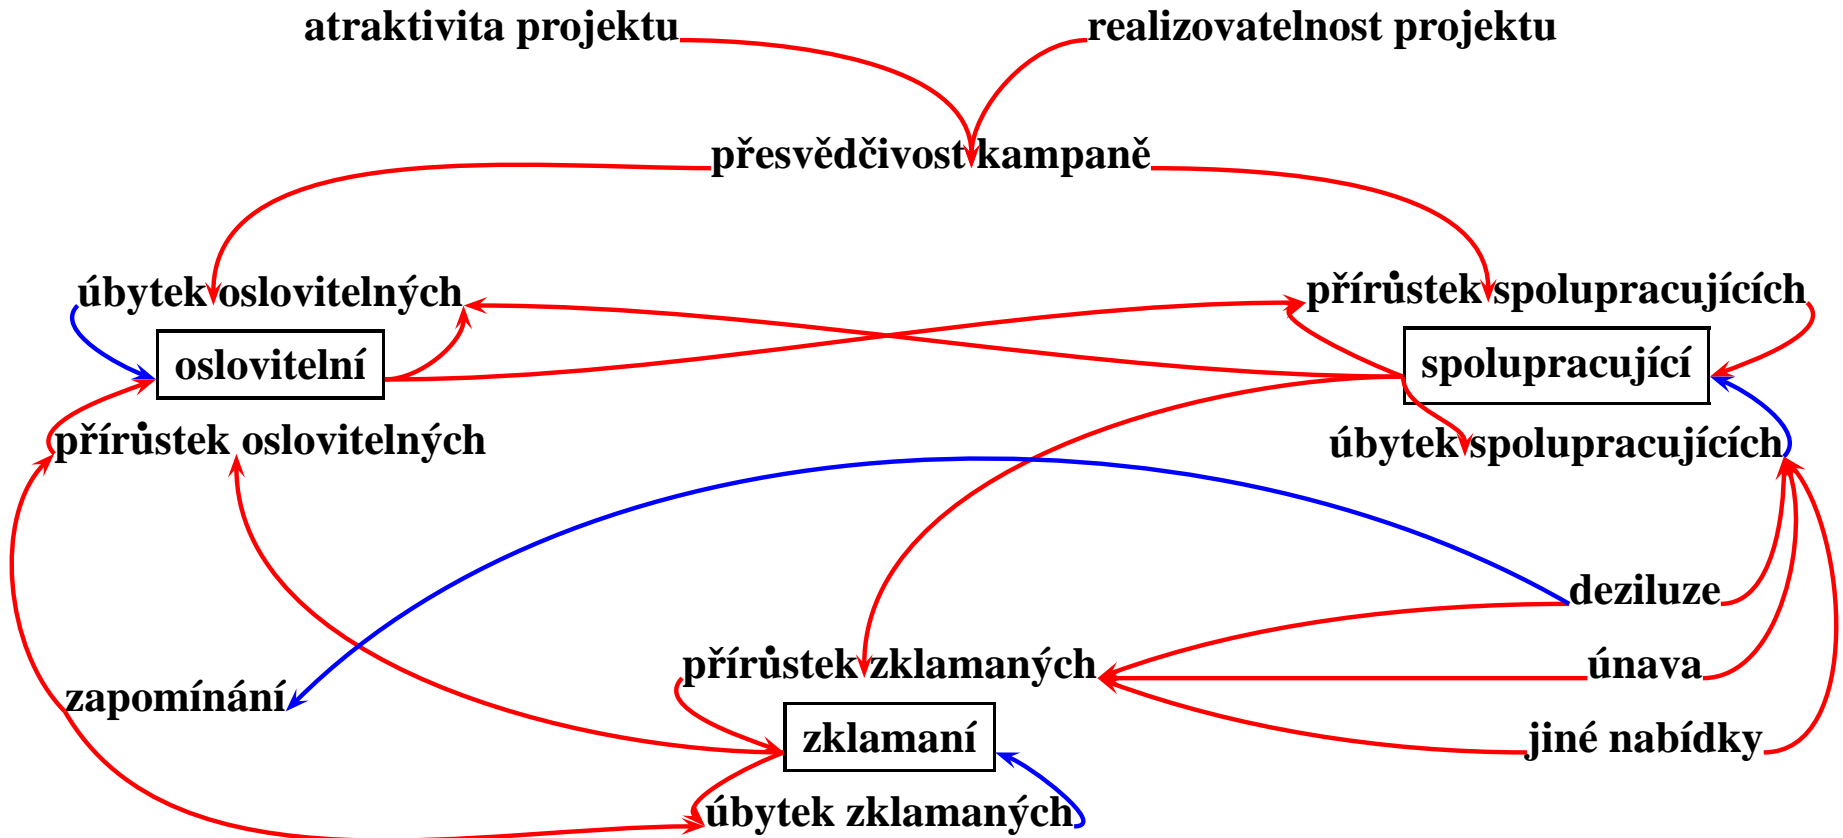 atraktivita projektu
realizovatelnost projektu
přesvědčivost kampaně
úbytek oslovitelných
přírůstek spolupracujících
oslovitelní
spolupracující
přírůstek oslovitelných
úbytek spolupracujících
deziluze
přírůstek zklamaných
únava
zapomínání
zklamaní
jiné nabídky
úbytek zklamaných